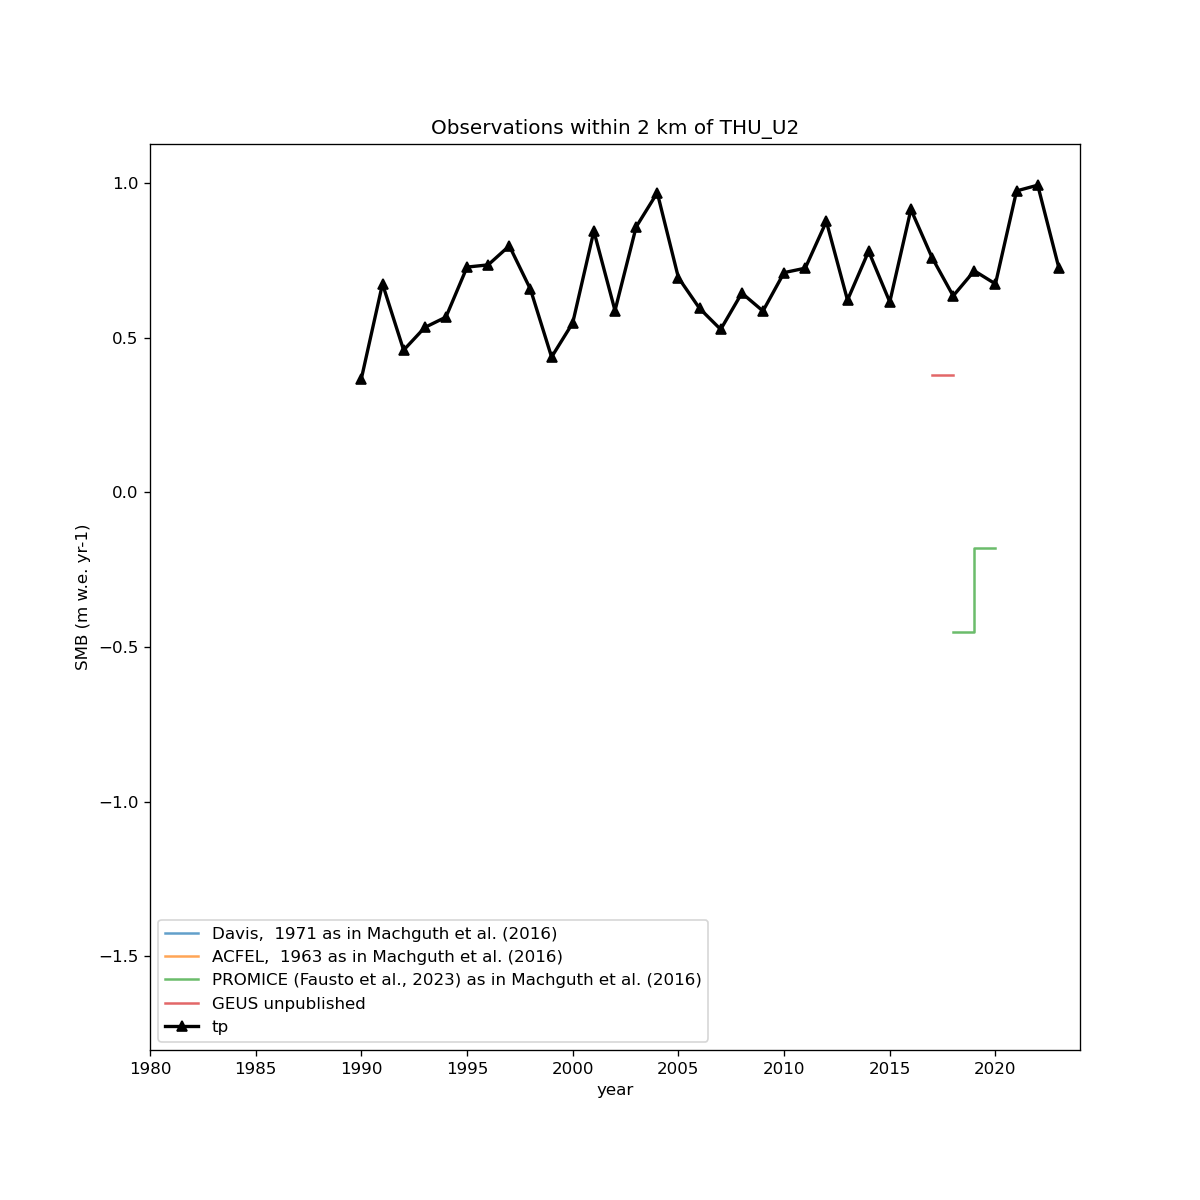 Observations within 2 km of THU_U2
1.0
0.5
0.0
−0.5
−1.0
−1.5
SMB (m w.e. yr-1)
Davis,  1971 as in Machguth et al. (2016)
ACFEL,  1963 as in Machguth et al. (2016)
PROMICE (Fausto et al., 2023) as in Machguth et al. (2016)
GEUS unpublished
tp
1980 1985 1990 1995 2000 2005 2010 2015 2020
year